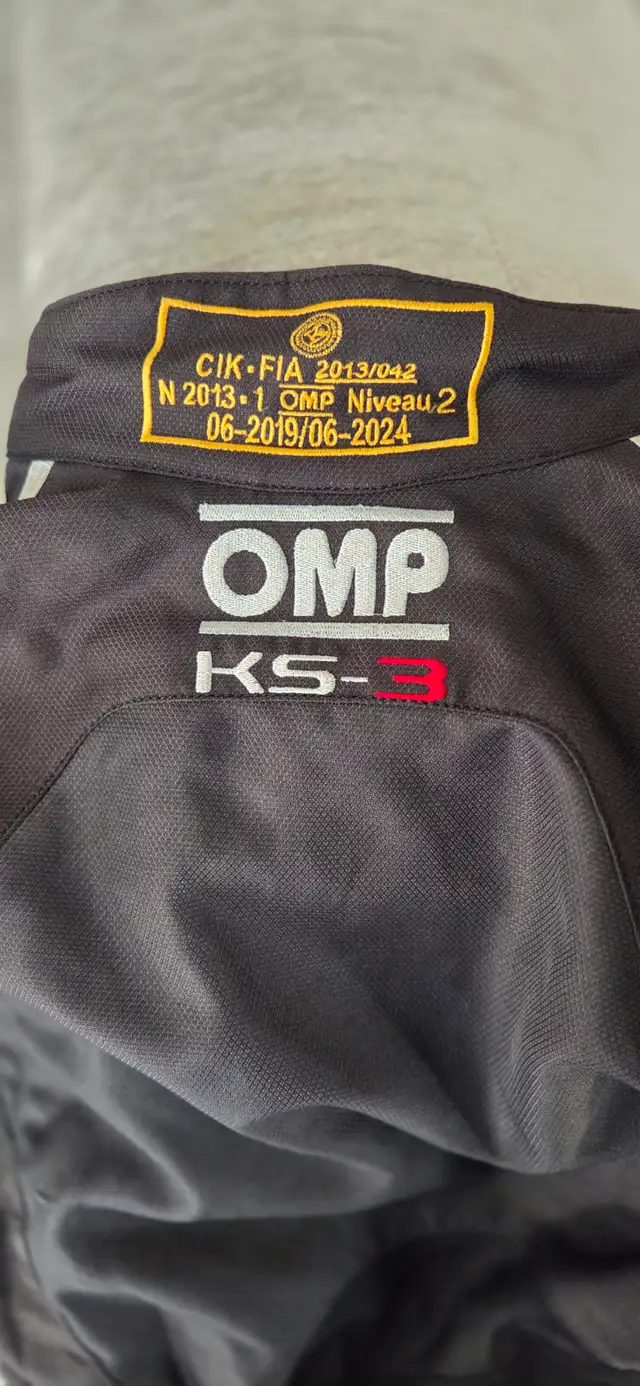 CIK•FIA 2013/042
N 2013•1 OMP Niveau 2
06-2019/06-2024
OMP
KS-3